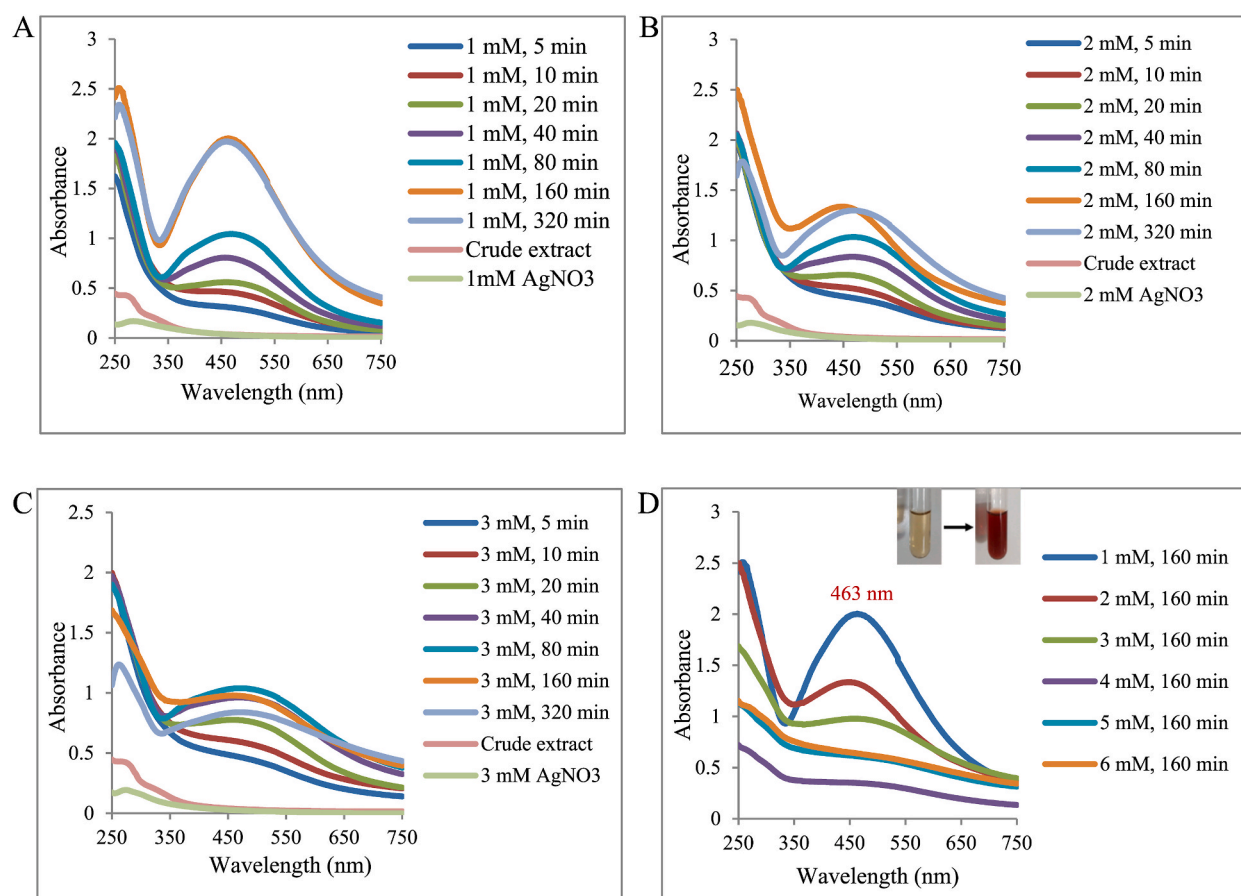 A
3
2.5
2
1.5
1
0.5
0
250
350
450
550
650
750
Absorbance
Wavelength (nm)
1 mM, 5 min
1 mM, 10 min
1 mM, 20 min
1 mM, 40 min
1 mM, 80 min
1 mM, 160 min
1 mM, 320 min
Crude extract
1mM AgNO3
B
3
2.5
2
1.5
1
0.5
0
250
350
450
550
650
750
Absorbance
Wavelength (nm)
2 mM, 5 min
2 mM, 10 min
2 mM, 20 min
2 mM, 40 min
2 mM, 80 min
2 mM, 160 min
2 mM, 320 min
Crude extract
2 mM AgNO3
C
2.5
2
1.5
1
0.5
0
250
350
450
550
650
750
Absorbance
Wavelength (nm)
3 mM, 5 min
3 mM, 10 min
3 mM, 20 min
3 mM, 40 min
3 mM, 80 min
3 mM, 160 min
3 mM, 320 min
Crude extract
3 mM AgNO3
D
3
2.5
2
1.5
1
0.5
0
250
350
450
550
650
750
Absorbance
Wavelength (nm)
463 nm
1 mM, 160 min
2 mM, 160 min
3 mM, 160 min
4 mM, 160 min
5 mM, 160 min
6 mM, 160 min